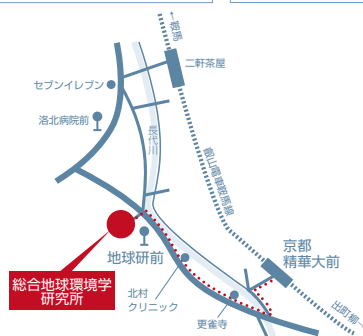 ←鞍馬
二軒茶屋
セブンイレブン
洛北病院前
長代川
叡山電車鞍馬線
地球研前
京都
精華大前
総合地球環境学
研究所
北村
クリニック
更雀寺
出町柳→